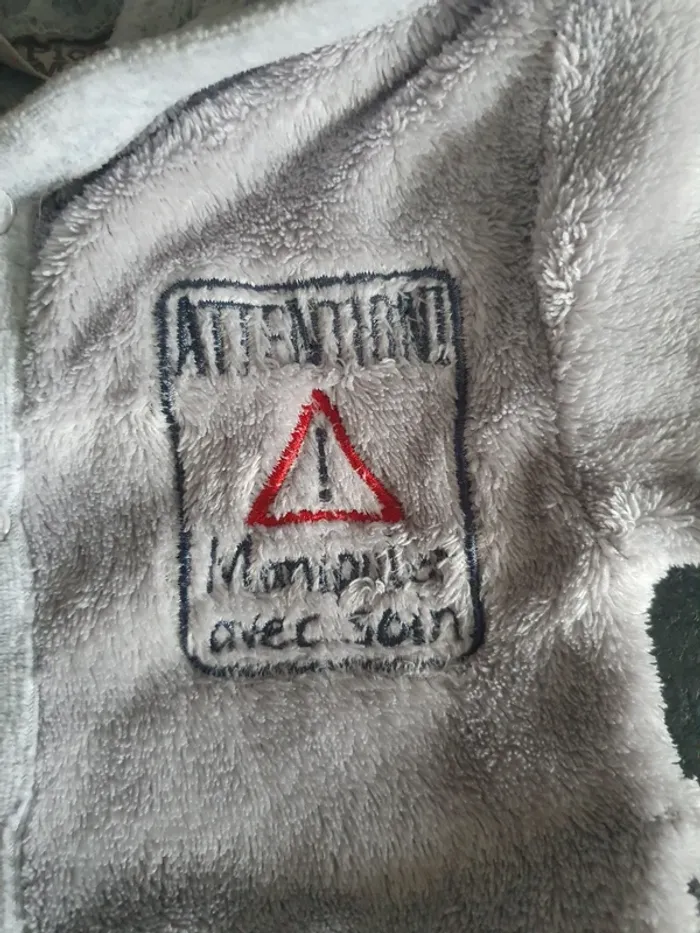 ATTENTION!
!
Manipuler
avec soin